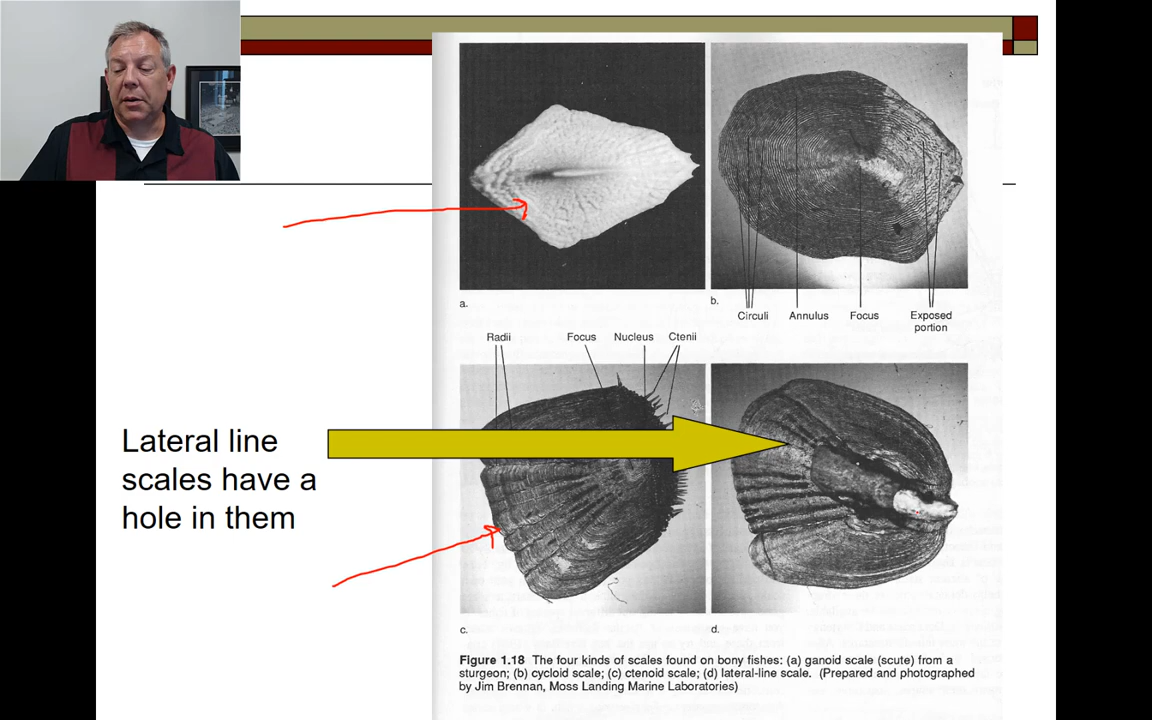 a.
b.
Circuli Annulus Focus Exposed
portion
Radii Focus Nucleus Ctenii
Lateral line
scales have a
hole in them
c.
d.
Figure 1.18 The four kinds of scales found on bony fishes: (a) ganoid scale (scute) from a
sturgeon; (b) cycloid scale; (c) ctenoid scale; (d) lateral-line scale. (Prepared and photographed
by Jim Brennan, Moss Landing Marine Laboratories)